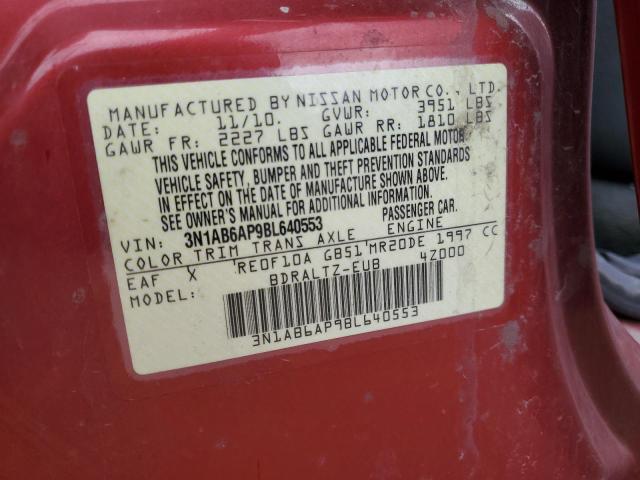 MANUFACTURED BY NISSAN MOTOR CO., LTD.
DATE: 11/10. GVWR: 3951 LBS
GAWR FR: 2227 LBS GAWR RR: 1810 LBS
THIS VEHICLE CONFORMS TO ALL APPLICABLE FEDERAL MOTOR
VEHICLE SAFETY, BUMPER AND THEFT PREVENTION STANDARDS
IN EFFECT ON THE DATE OF MANUFACTURE SHOWN ABOVE.
SEE OWNER'S MANUAL FOR ADDITIONAL INFORMATION.
VIN: 3N1AB6AP9BL640553 PASSENGER CAR.
COLOR TRIM TRANS AXLE ENGINE
EAF X RE0F10A GB51 MR20DE 1997 CC
MODEL: BDRALTZ-EUB 4Z000
3N1AB6AP9BL640553